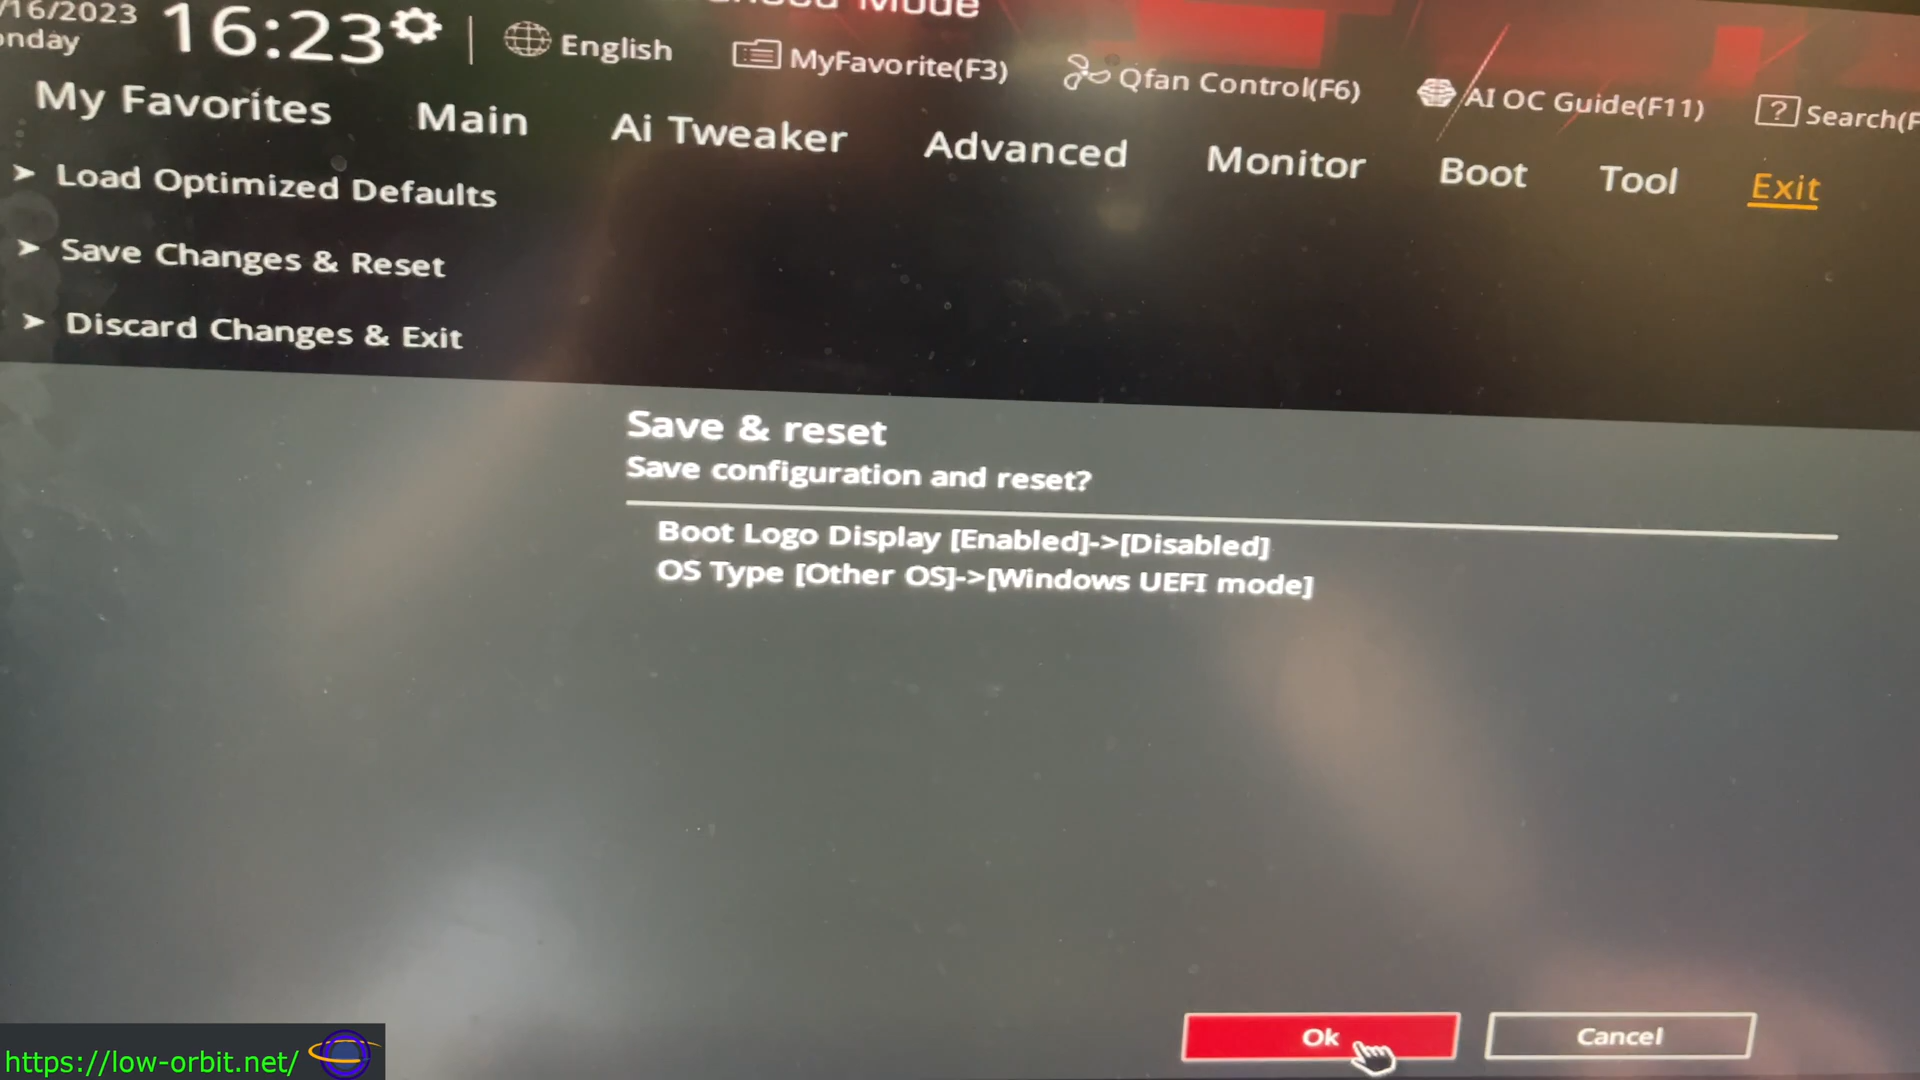 Mode
/16/2023
16:23
English
MyFavorite(F3)
Qfan Control(F6)
AI OC Guide(F11)
? Search(F
My Favorites
Main
Ai Tweaker
Advanced
Monitor
Boot
Tool
Exit
Load Optimized Defaults
Save Changes & Reset
Discard Changes & Exit
Save & reset
Save configuration and reset?
Boot Logo Display [Enabled]->[Disabled]
OS Type [Other OS]->[Windows UEFI mode]
Ok
Cancel
https://low-orbit.net/